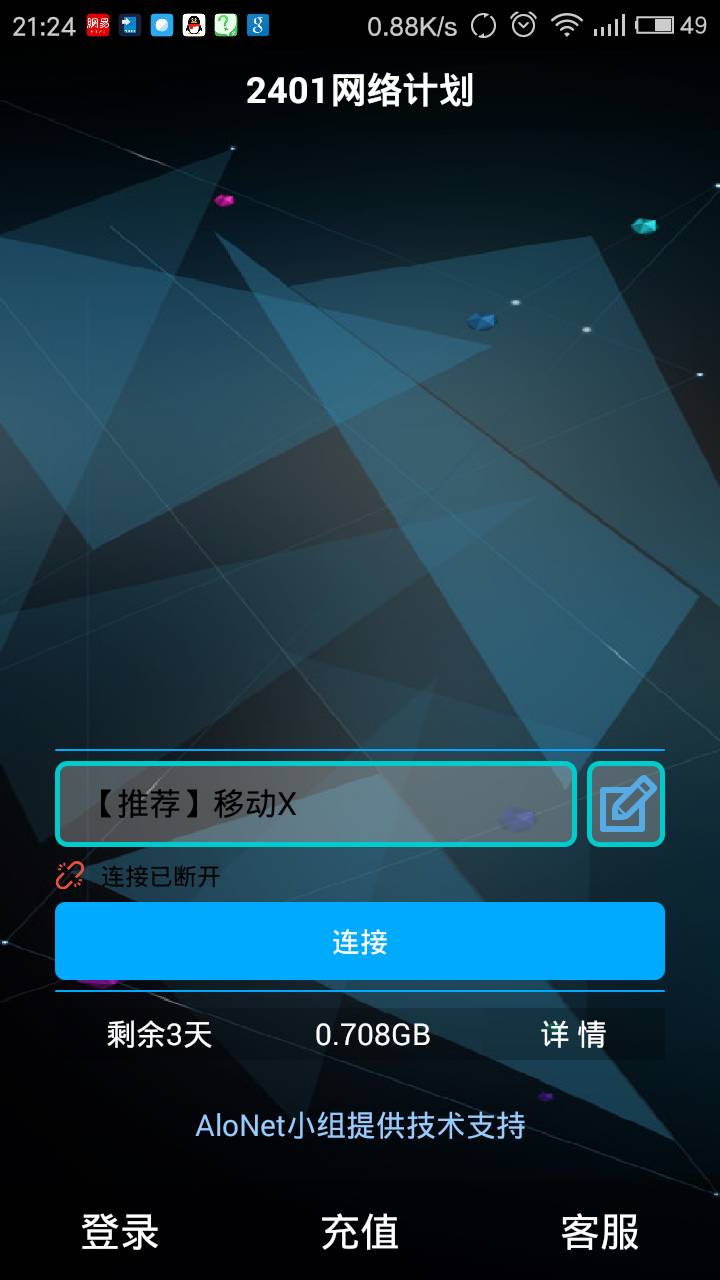 21:24 0.88K/s 49
2401网络计划
【推荐】移动X
连接已断开
连接
剩余3天 0.708GB 详 情
AloNet小组提供技术支持
登录 充值 客服